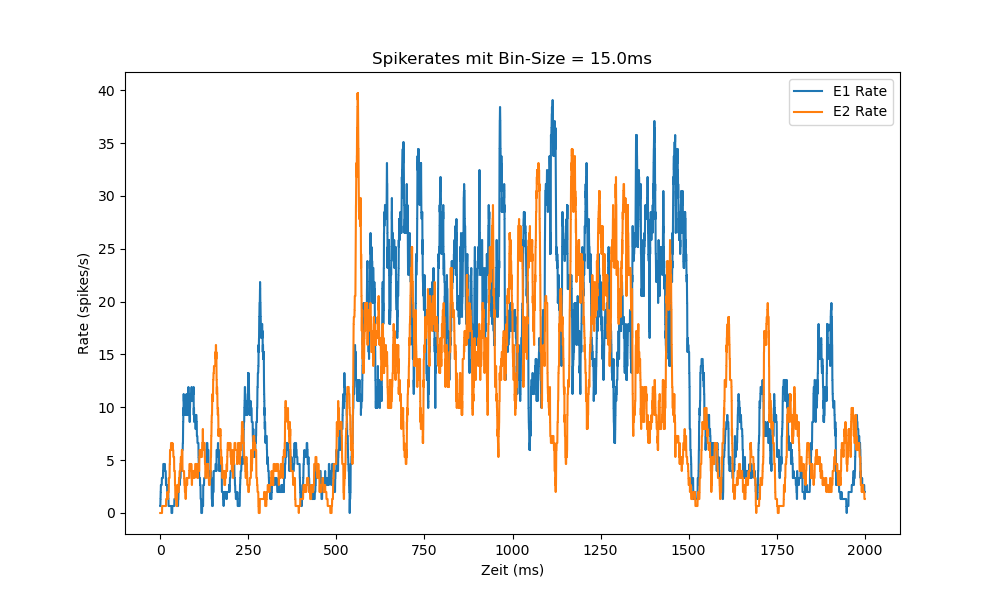 Spikerates mit Bin-Size = 15.0ms
E1 Rate
E2 Rate
Rate (spikes/s)
40
35
30
25
20
15
10
5
0
0 250 500 750 1000 1250 1500 1750 2000
Zeit (ms)